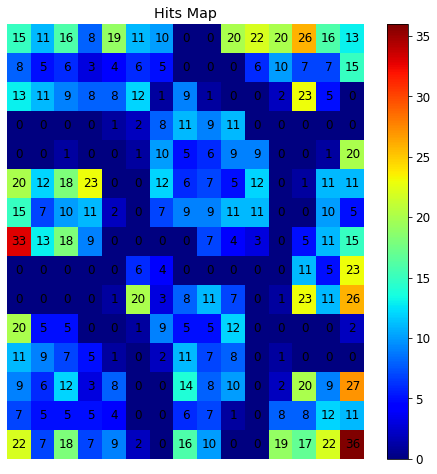 Hits Map
15 11 16 8 19 11 10 0 0 20 22 20 26 16 13
8 5 6 3 4 6 5 0 0 0 6 10 7 7 15
13 11 9 8 8 12 1 9 1 0 0 2 23 5 0
0 0 0 0 1 2 8 11 9 11 0 0 0 0 0
0 0 1 0 0 1 10 5 6 9 9 0 0 1 20
20 12 18 23 0 0 12 6 7 5 12 0 1 11 11
15 7 10 11 2 0 7 9 9 11 11 0 0 10 5
33 13 18 9 0 0 0 0 7 4 3 0 5 11 15
0 0 0 0 0 6 4 0 0 0 0 0 11 5 23
0 0 0 0 1 20 3 8 11 7 0 1 23 11 26
20 5 5 0 0 1 9 5 5 12 0 0 0 0 2
11 9 7 5 1 0 2 11 7 8 0 1 0 0 0
9 6 12 3 8 0 0 14 8 10 0 2 20 9 27
7 5 5 5 4 0 0 6 7 1 0 8 8 12 11
22 7 18 7 9 2 0 16 10 0 0 19 17 22 36
35
30
25
20
15
10
5
0